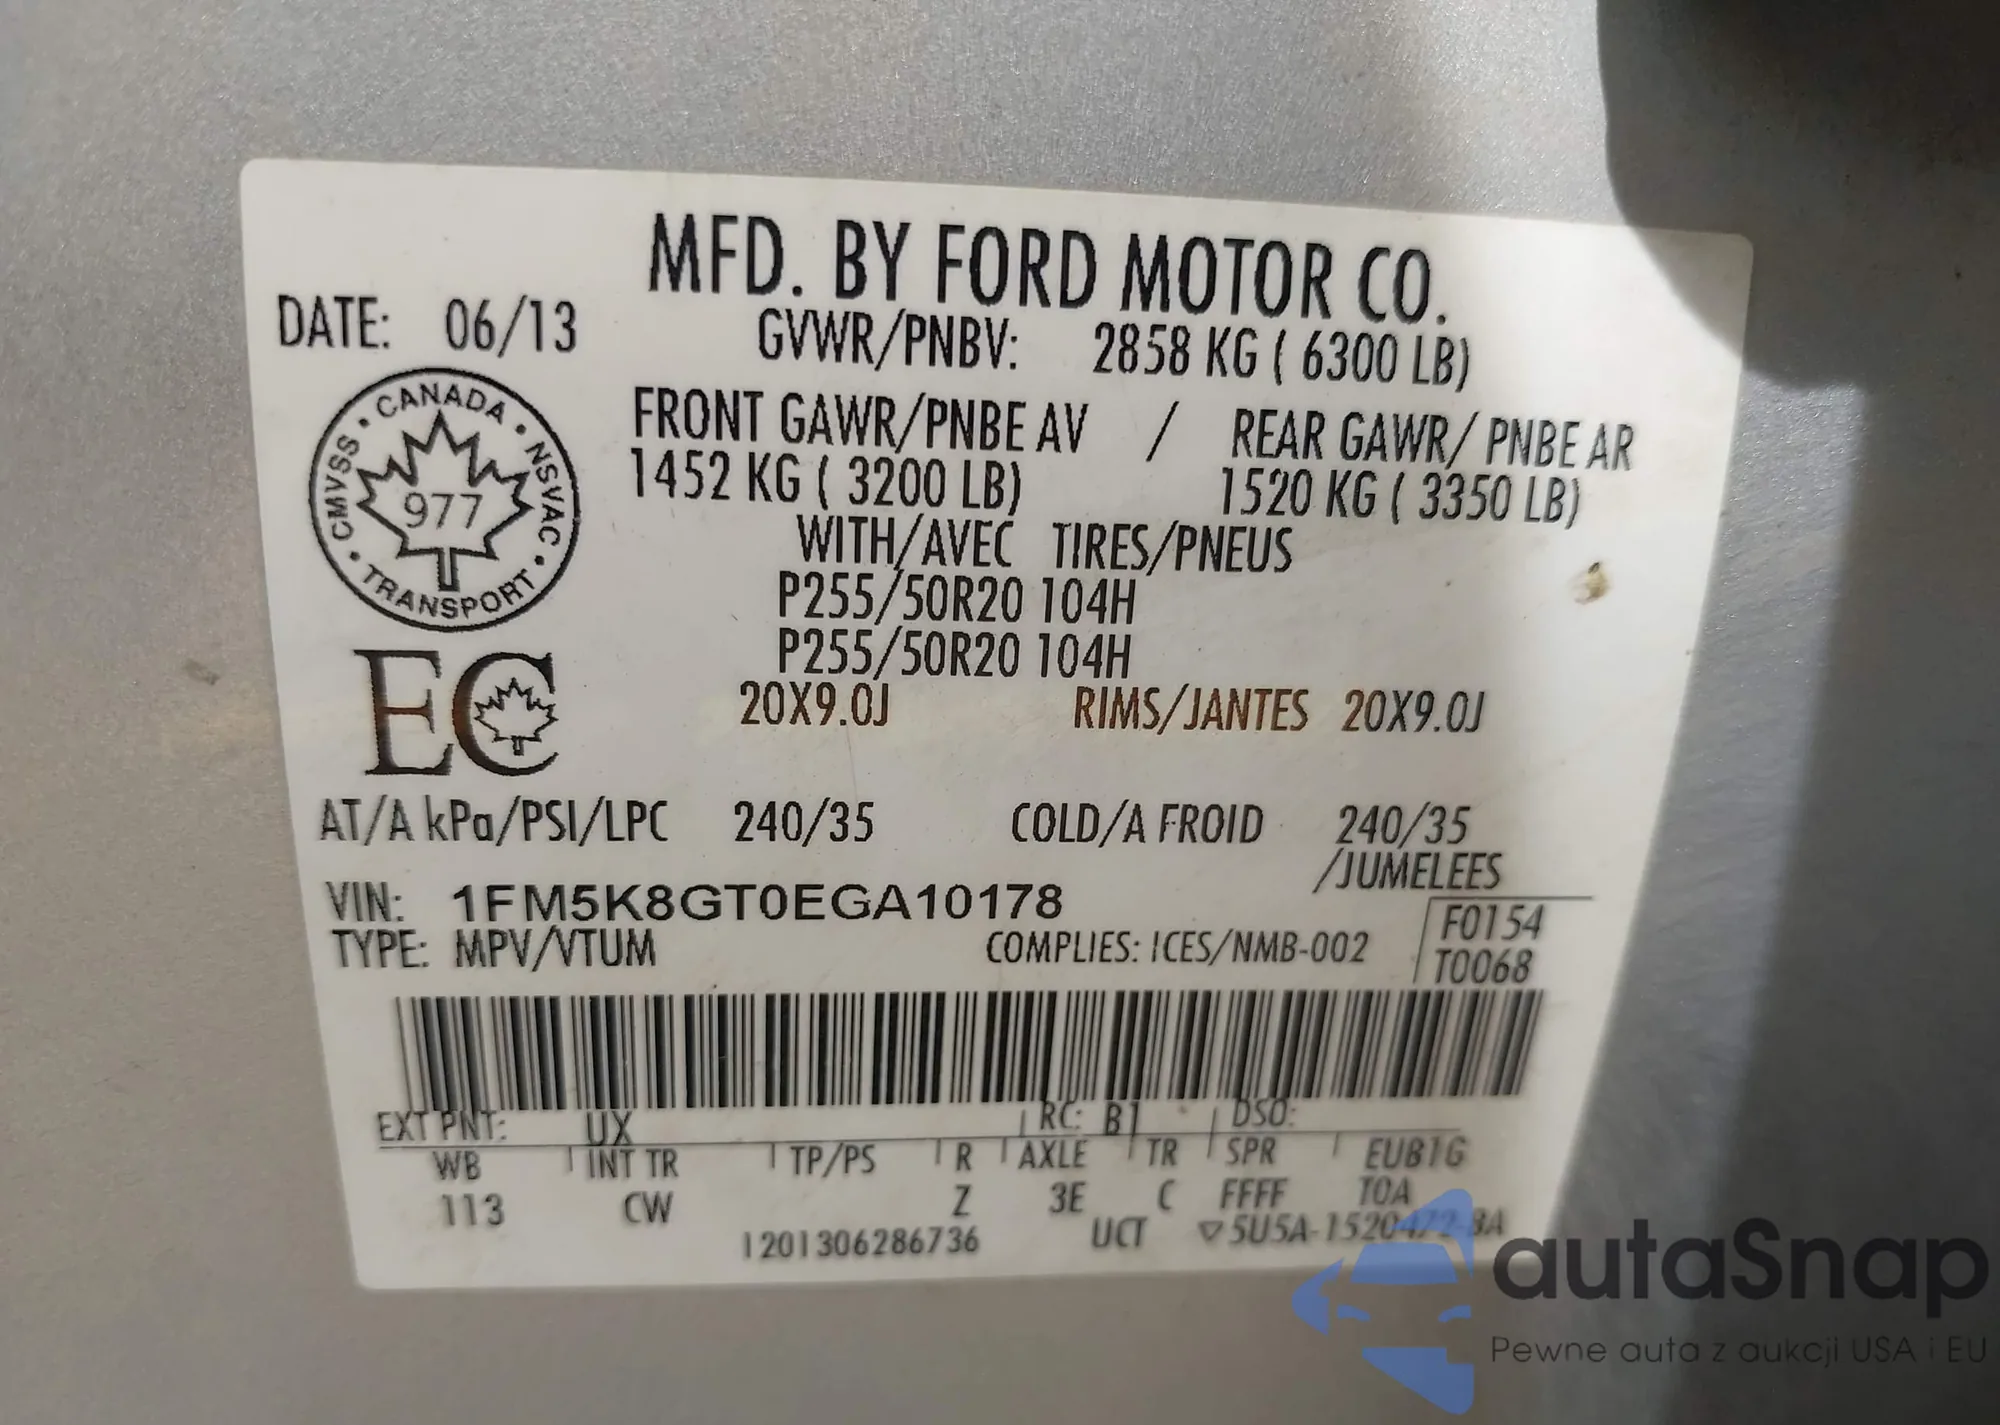 MFD. BY FORD MOTOR CO.
DATE: 06/13
GVWR/PNBV: 2858 KG ( 6300 LB)
FRONT GAWR/PNBE AV / REAR GAWR/ PNBE AR
1452 KG ( 3200 LB) 1520 KG ( 3350 LB)
WITH/AVEC TIRES/PNEUS
P255/50R20 104H
P255/50R20 104H
20X9.0J RIMS/JANTES 20X9.0J
CANADA • NSVAC • TRANSPORT • CMVSS •
977
EC
AT/A kPa/PSI/LPC 240/35 COLD/A FROID 240/35
/JUMELEES
VIN: 1FM5K8GT0EGA10178
F0154
TYPE: MPV/VTUM COMPLIES: ICES/NMB-002
T0068
EXT PNT: UX RC: B1 DSO:
WB INT TR TP/PS R AXLE TR SPR EUB1G
113 CW Z 3E C FFFF TOA
1201306286736 UCT ▽5U5A-1520472-BA
autaSnap
Pewne auta z aukcji USA i EU